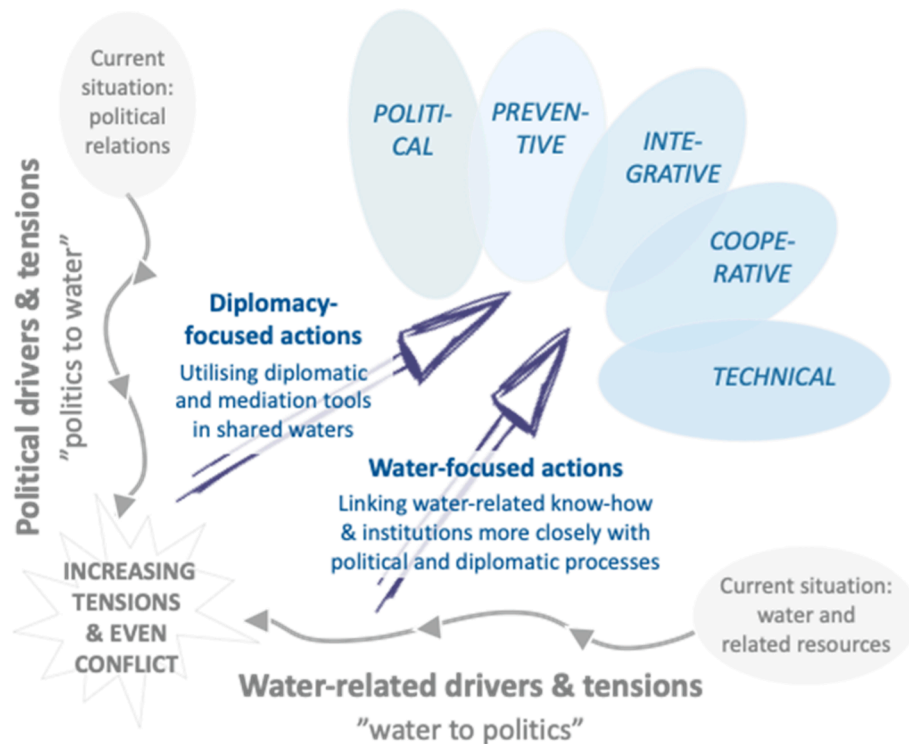 Current
situation:
political
relations
POLITI-
CAL
PREVEN-
TIVE
INTE-
GRATIVE
COOPE-
RATIVE
TECHNICAL
Political drivers & tensions
”politics to water”
Diplomacy-
focused actions
Utilising diplomatic
and mediation tools
in shared waters
Water-focused actions
Linking water-related know-how
& institutions more closely with
political and diplomatic processes
INCREASING
TENSIONS
& EVEN
CONFLICT
Current situation:
water and
related resources
Water-related drivers & tensions
”water to politics”